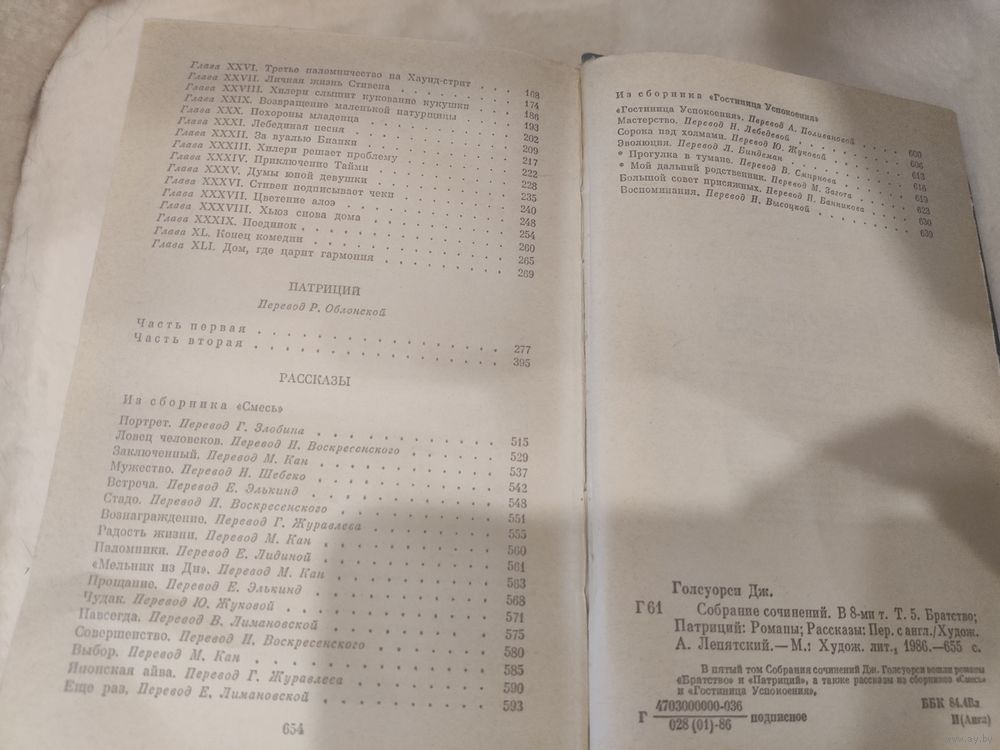 Глава XXVI. Третье паломничество на Хаунд-стрит . . . 168
Глава XXVII. Личная жизнь Стивена . . . 174
Глава XXVIII. Хилери слышит кукование кукушки . . . 186
Глава XXIX. Возвращение маленькой натурщицы . . . 193
Глава XXX. Похороны младенца . . . 202
Глава XXXI. Лебединая песня . . . 209
Глава XXXII. За вуалью Бианки . . . 217
Глава XXXIII. Хилери решает проблему . . . 222
Глава XXXIV. Приключение Тайми . . . 228
Глава XXXV. Думы юной девушки . . . 235
Глава XXXVI. Стивен подписывает чеки . . . 240
Глава XXXVII. Цветение алоэ . . . 248
Глава XXXVIII. Хьюз снова дома . . . 254
Глава XXXIX. Поединок . . . 260
Глава XL. Конец комедии . . . 265
Глава XLI. Дом, где царит гармония . . . 269
ПАТРИЦИЙ
Перевод Р. Облонской
Часть первая . . . 277
Часть вторая . . . 395
РАССКАЗЫ
Из сборника «Смесь»
Портрет. Перевод Г. Злобина . . . 515
Ловец человеков. Перевод И. Воскресенского . . . 529
Заключенный. Перевод М. Кан . . . 537
Мужество. Перевод Н. Шебеко . . . 542
Встреча. Перевод Е. Элькинд . . . 548
Стадо. Перевод И. Воскресенского . . . 551
Вознаграждение. Перевод Г. Журавлева . . . 555
Радость жизни. Перевод М. Кан . . . 560
Паломники. Перевод Е. Лидиной . . . 561
«Мельник из Ди». Перевод М. Кан . . . 563
Прощание. Перевод Е. Элькинд . . . 568
Чудак. Перевод Ю. Жуковой . . . 571
Навсегда. Перевод В. Лимановской . . . 575
Совершенство. Перевод И. Воскресенского . . . 580
Выбор. Перевод М. Кан . . . 585
Японская айва. Перевод Г. Журавлева . . . 590
Еще раз. Перевод Е. Лимановской . . . 593
654
Из сборника «Гостиница Успокоения»
«Гостиница Успокоения». Перевод А. Поливановой . . . 600
Мастерство. Перевод Н. Лебедевой . . . 606
Сорока над холмами. Перевод Ю. Жуковой . . . 613
Эволюция. Перевод Л. Биндеман . . . 616
* Прогулка в тумане. Перевод В. Смирнова . . . 619
* Мой дальний родственник. Перевод М. Загота . . . 623
Большой совет присяжных. Перевод П. Банникова . . . 630
Воспоминания. Перевод И. Высоцкой . . . 639
Голсуорси Дж.
Г61 Собрание сочинений. В 8-ми т. Т. 5. Братство;
Патриций: Романы; Рассказы: Пер. с англ./Худож.
А. Лепятский.—М.: Худож. лит., 1986.—655 с.
В пятый том Собрания сочинений Дж. Голсуорси вошли романы
«Братство» и «Патриций», а также рассказы из сборников «Смесь»
и «Гостиница Успокоения».
Г 4703000000-036 / 028 (01)-86 подписное
ББК 84.4Вл
И(Англ)
www.ay.by